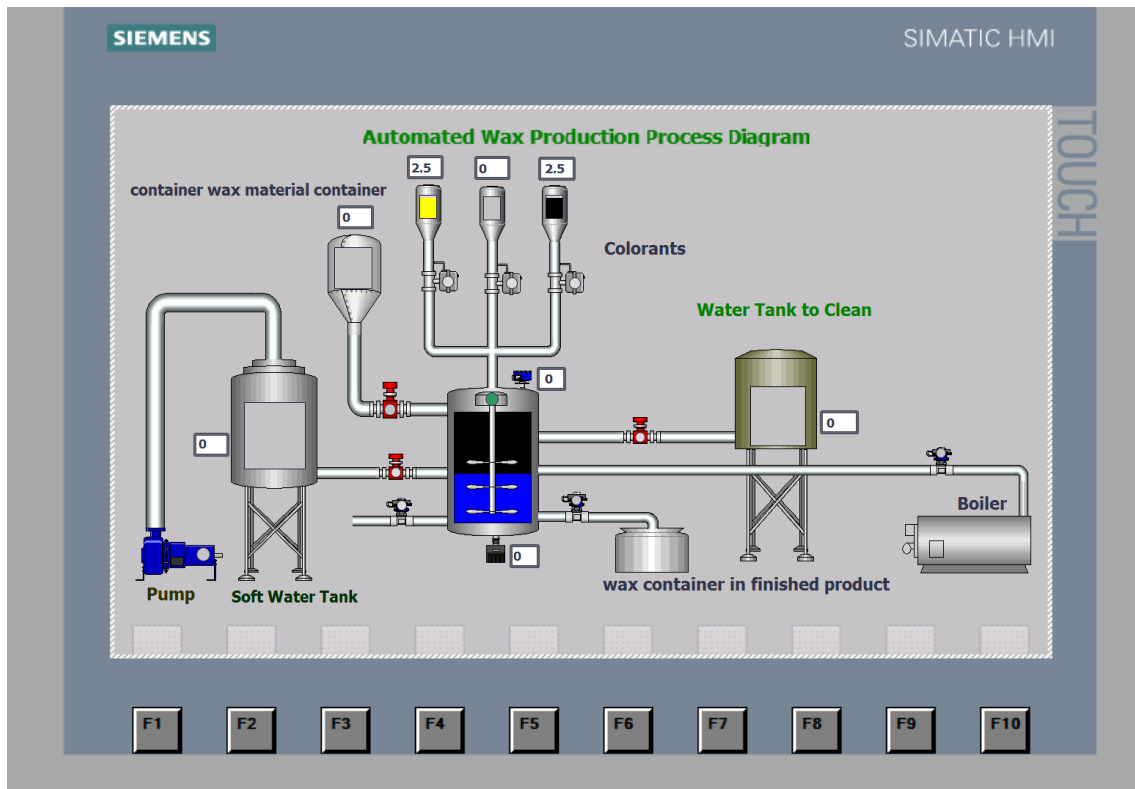 SIEMENS
SIMATIC HMI
TOUCH
Automated Wax Production Process Diagram
2.5
0
2.5
container wax material container
0
Colorants
Water Tank to Clean
0
0
0
Boiler
0
wax container in finished product
Pump
Soft Water Tank
F1
F2
F3
F4
F5
F6
F7
F8
F9
F10